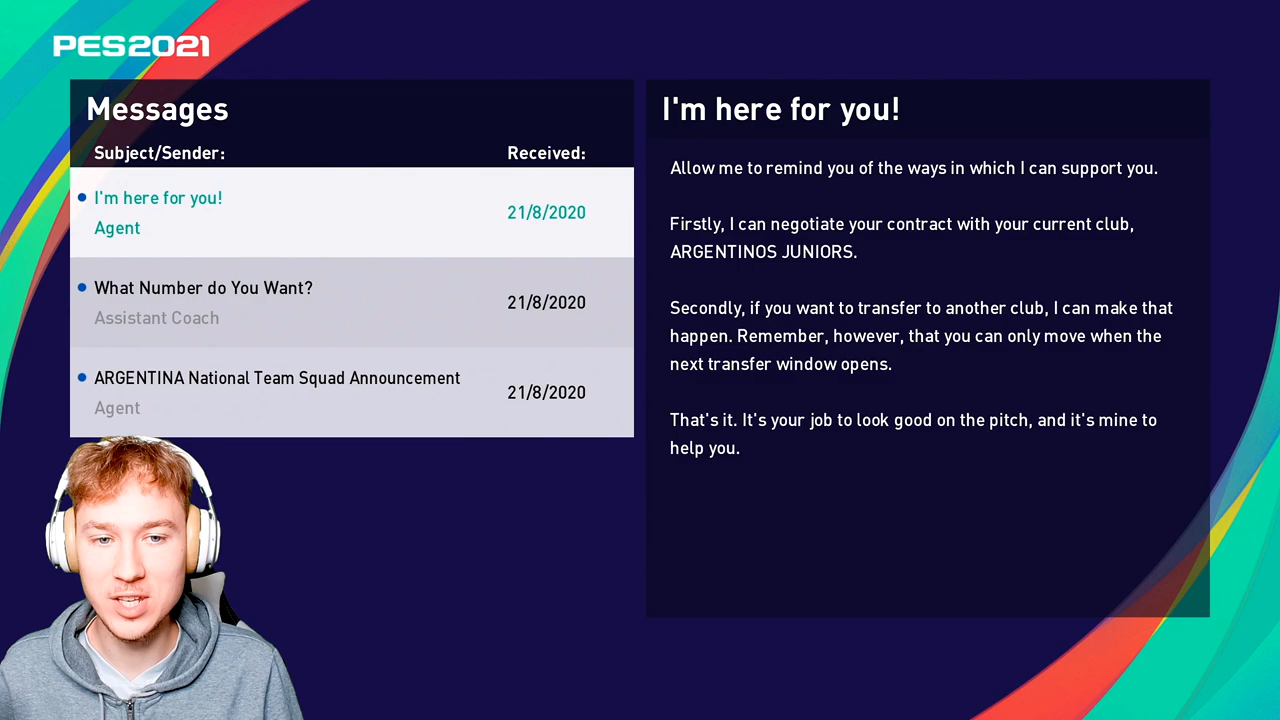 PES2021
Messages
Subject/Sender:
Received:
I'm here for you!
Agent
21/8/2020
What Number do You Want?
Assistant Coach
21/8/2020
ARGENTINA National Team Squad Announcement
Agent
21/8/2020
I'm here for you!
Allow me to remind you of the ways in which I can support you.
Firstly, I can negotiate your contract with your current club,
ARGENTINOS JUNIORS.
Secondly, if you want to transfer to another club, I can make that
happen. Remember, however, that you can only move when the
next transfer window opens.
That's it. It's your job to look good on the pitch, and it's mine to
help you.